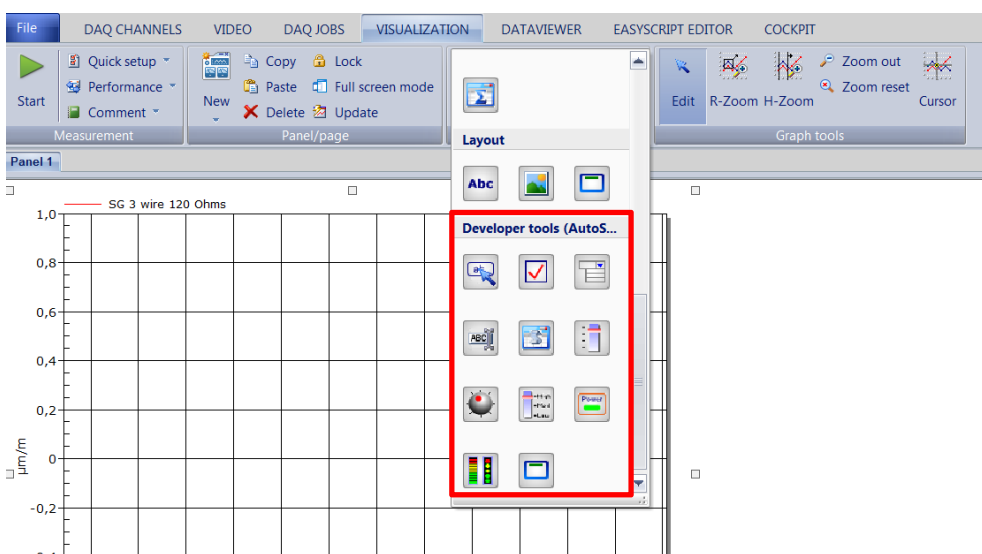 File DAQ CHANNELS VIDEO DAQ JOBS VISUALIZATION DATAVIEWER EASYSCRIPT EDITOR COCKPIT
Start
Quick setup
Performance
Comment
Measurement
New
Copy
Paste
Delete
Lock
Full screen mode
Update
Panel/page
Edit
R-Zoom
H-Zoom
Zoom out
Zoom reset
Cursor
Graph tools
Panel 1
Layout
Abc
Developer tools (AutoS...
ab
ABC
Power
SG 3 wire 120 Ohms
1,0
0,8
0,6
0,4
0,2
0
-0,2
µm/m